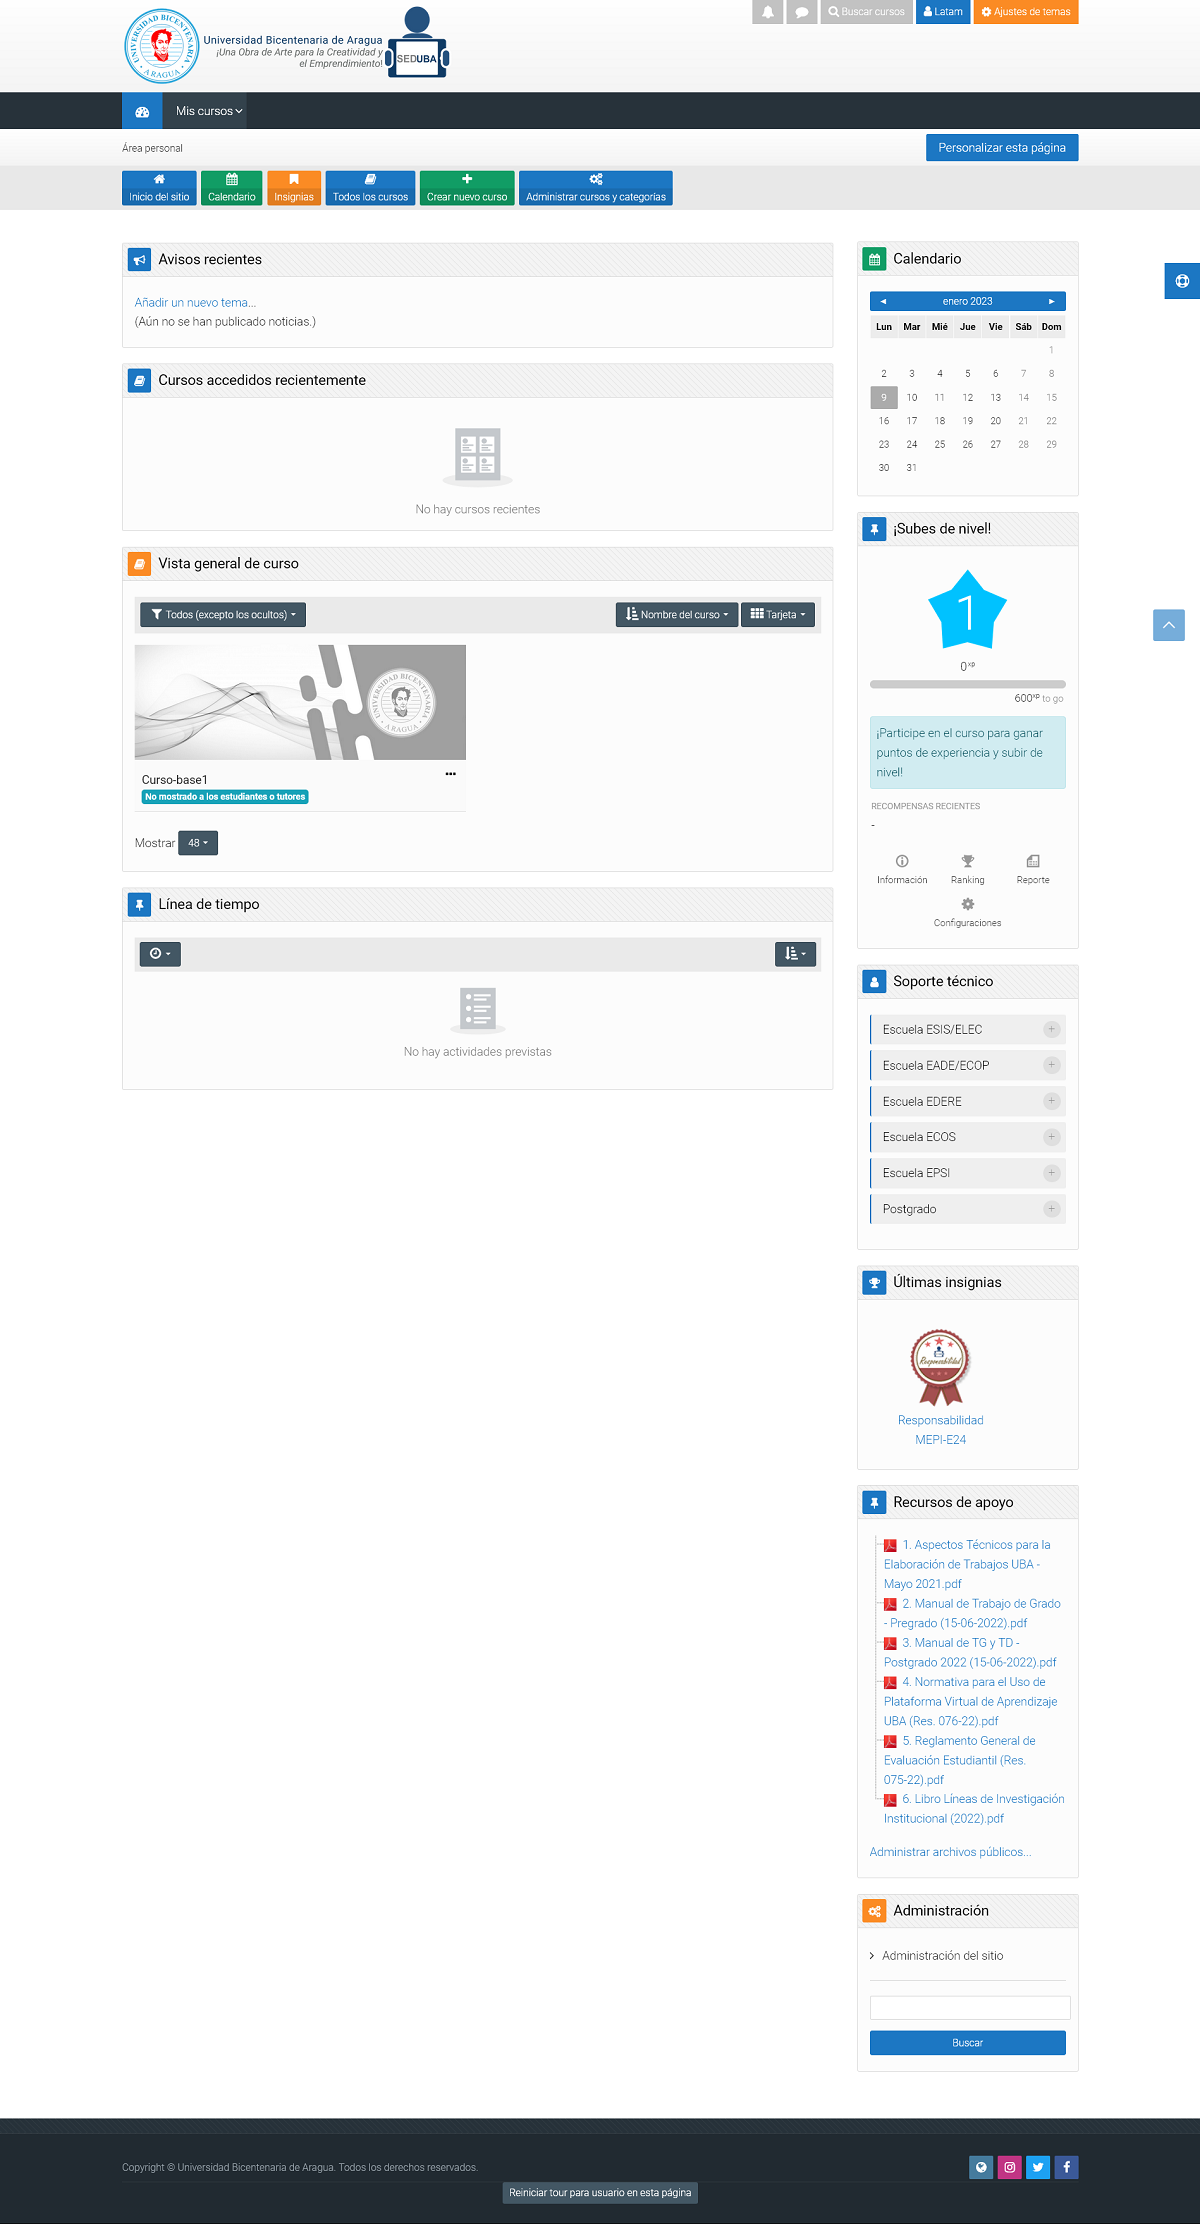 UNIVERSIDAD BICENTENARIA
ARAGUA
Universidad Bicentenaria de Aragua
¡Una Obra de Arte para la Creatividad y
el Emprendimiento!
SEDUBA
Buscar cursos
Latam
Ajustes de temas
Mis cursos
Área personal
Personalizar esta página
Inicio del sitio
Calendario
Insignias
Todos los cursos
Crear nuevo curso
Administrar cursos y categorías
Avisos recientes
Añadir un nuevo tema...
(Aún no se han publicado noticias.)
Cursos accedidos recientemente
No hay cursos recientes
Vista general de curso
Todos (excepto los ocultos)
Nombre del curso
Tarjeta
UNIVERSIDAD BICENTENARIA
ARAGUA
Curso-base1
No mostrado a los estudiantes o tutores
Mostrar 48
Línea de tiempo
No hay actividades previstas
Calendario
◄ enero 2023 ►
Lun Mar Mié Jue Vie Sáb Dom
1
2 3 4 5 6 7 8
9 10 11 12 13 14 15
16 17 18 19 20 21 22
23 24 25 26 27 28 29
30 31
¡Subes de nivel!
1
0xp
600xp to go
¡Participe en el curso para ganar
puntos de experiencia y subir de
nivel!
RECOMPENSAS RECIENTES
-
Información
Ranking
Reporte
Configuraciones
Soporte técnico
Escuela ESIS/ELEC +
Escuela EADE/ECOP +
Escuela EDERE +
Escuela ECOS +
Escuela EPSI +
Postgrado +
Últimas insignias
Responsabilidad
Responsabilidad
MEPI-E24
Recursos de apoyo
1. Aspectos Técnicos para la
Elaboración de Trabajos UBA -
Mayo 2021.pdf
2. Manual de Trabajo de Grado
- Pregrado (15-06-2022).pdf
3. Manual de TG y TD -
Postgrado 2022 (15-06-2022).pdf
4. Normativa para el Uso de
Plataforma Virtual de Aprendizaje
UBA (Res. 076-22).pdf
5. Reglamento General de
Evaluación Estudiantil (Res.
075-22).pdf
6. Libro Líneas de Investigación
Institucional (2022).pdf
Administrar archivos públicos...
Administración
Administración del sitio
Buscar
Copyright © Universidad Bicentenaria de Aragua. Todos los derechos reservados.
Reiniciar tour para usuario en esta página